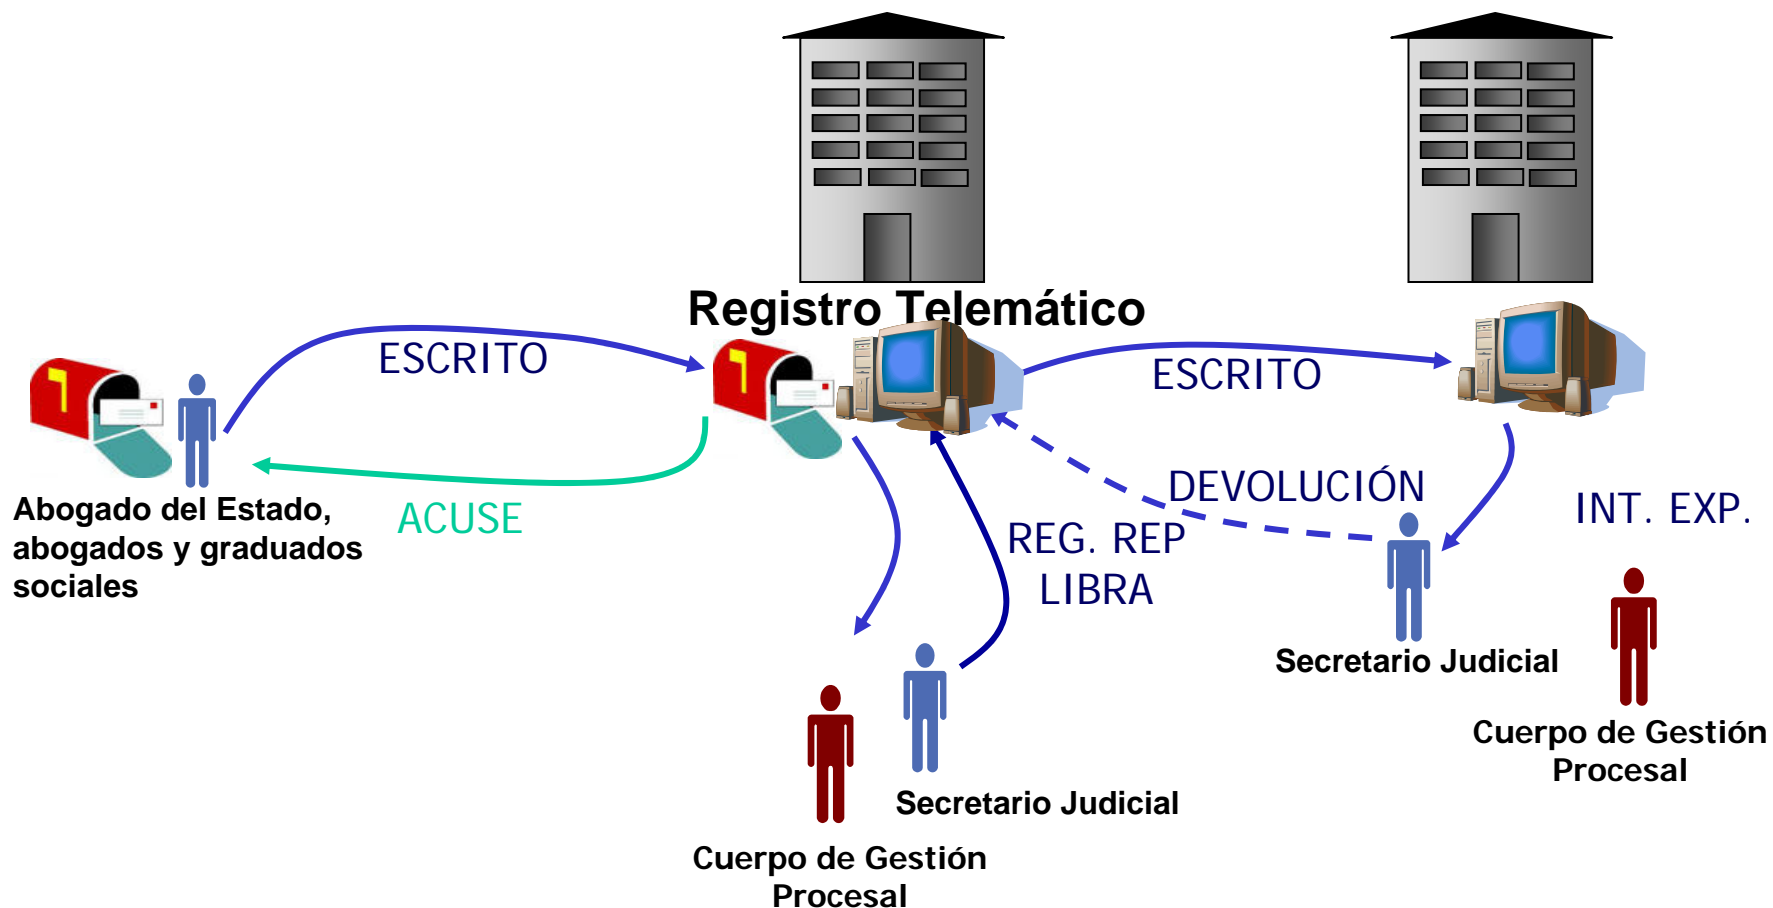 Registro Telemático
ESCRITO
ESCRITO
ACUSE
Abogado del Estado,
abogados y graduados
sociales
DEVOLUCIÓN
INT. EXP.
REG. REP
LIBRA
Secretario Judicial
Cuerpo de Gestión
Procesal
Secretario Judicial
Cuerpo de Gestión
Procesal